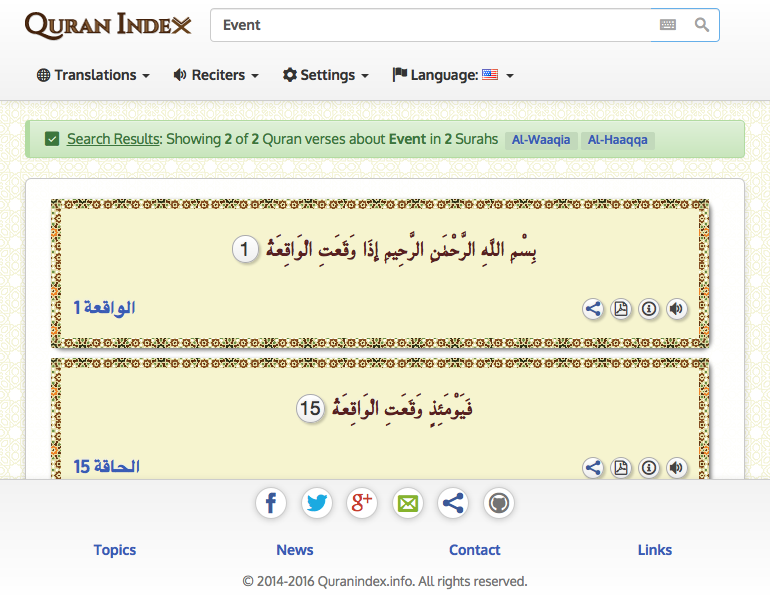 QURAN INDEX
Event
Translations
Reciters
Settings
Language:
Search Results: Showing 2 of 2 Quran verses about Event in 2 Surahs Al-Waaqia Al-Haaqqa
بِسْمِ اللَّهِ الرَّحْمَٰنِ الرَّحِيمِ إِذَا وَقَعَتِ الْوَاقِعَةُ 1
الواقعة 1
فَيَوْمَئِذٍ وَقَعَتِ الْوَاقِعَةُ 15
الحاقة 15
Topics
News
Contact
Links
© 2014-2016 Quranindex.info. All rights reserved.